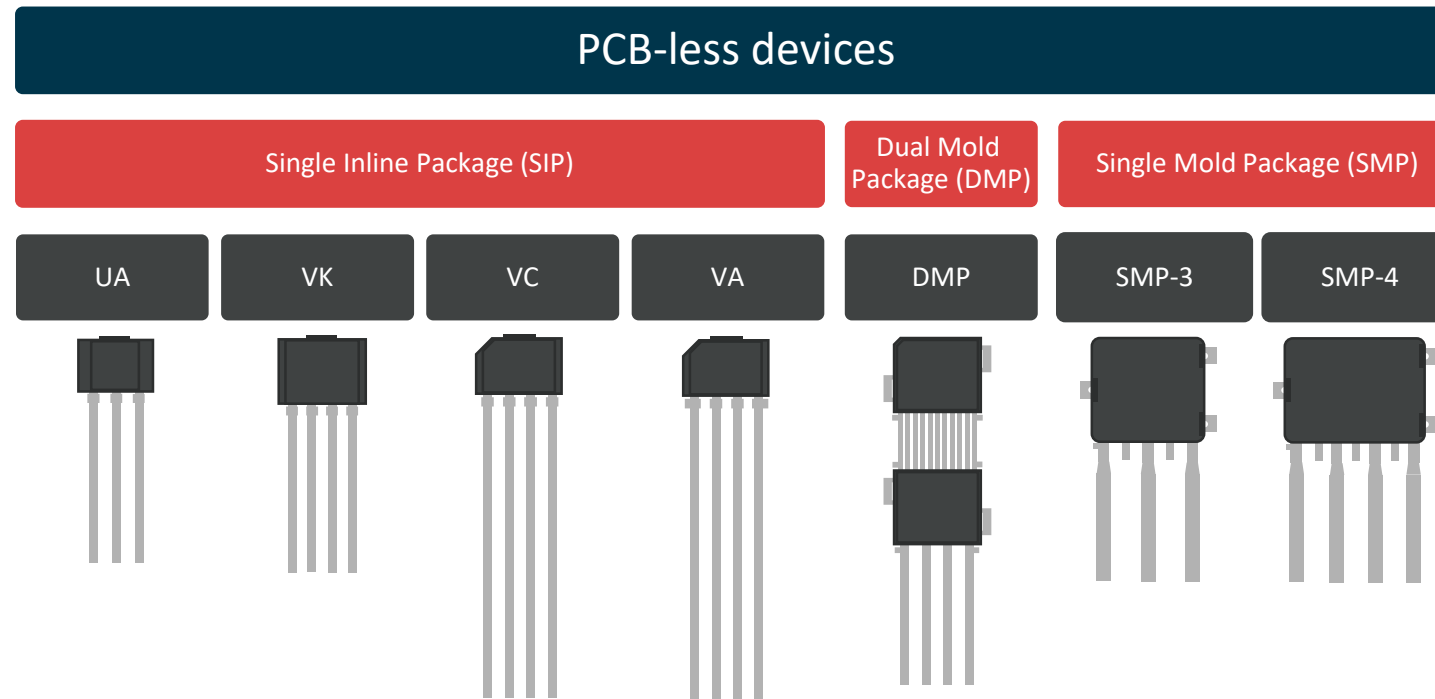 PCB-less devices
Single Inline Package (SIP)
Dual Mold
Package (DMP)
Single Mold Package (SMP)
UA
VK
VC
VA
DMP
SMP-3
SMP-4